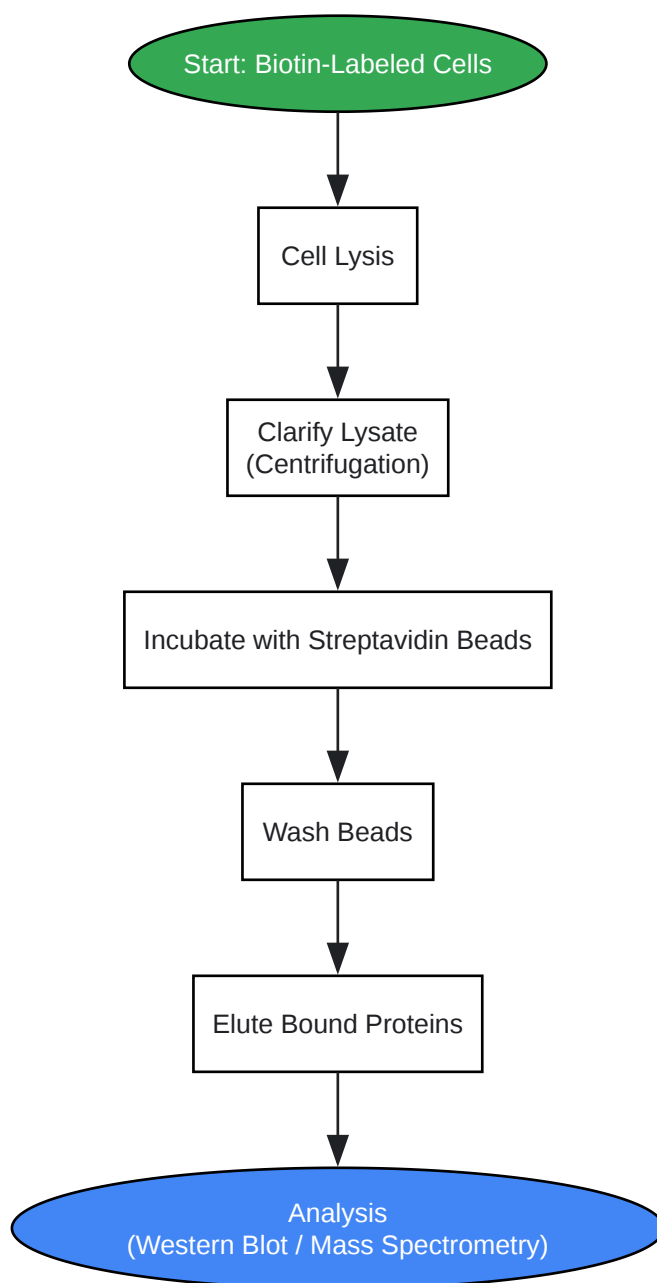 Start: Biotin-Labeled Cells
Cell Lysis
Clarify Lysate
(Centrifugation)
Incubate with Streptavidin Beads
Wash Beads
Elute Bound Proteins
Analysis
(Western Blot / Mass Spectrometry)